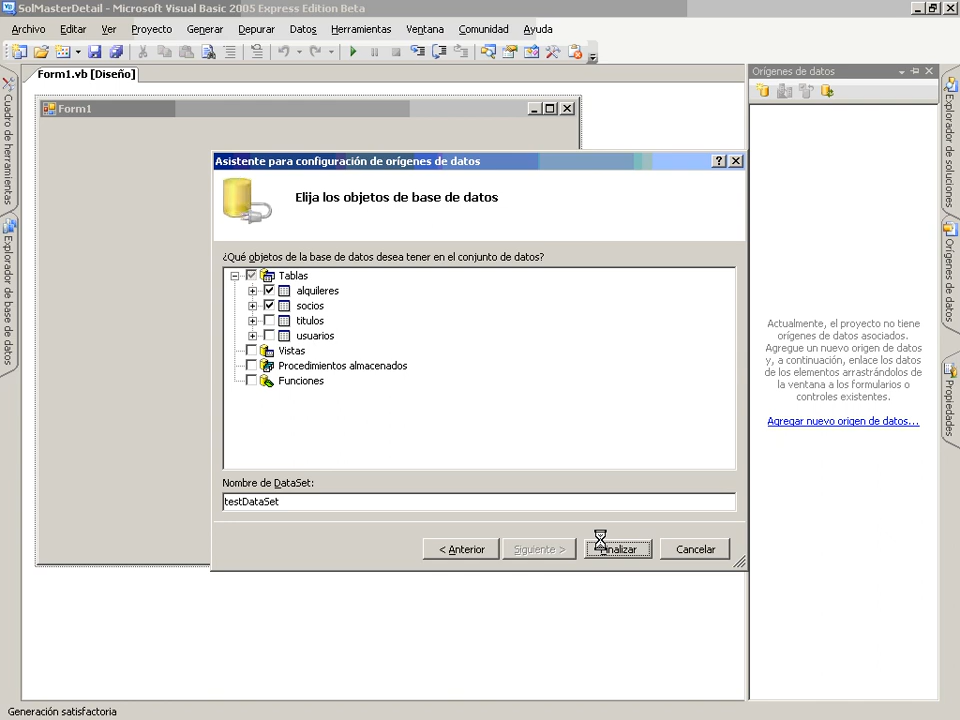 SolMasterDetail - Microsoft Visual Basic 2005 Express Edition Beta
Archivo Editar Ver Proyecto Generar Depurar Datos Herramientas Ventana Comunidad Ayuda
Form1.vb [Diseño]
Orígenes de datos
Cuadro de herramientas
Explorador de base de datos
Form1
Asistente para configuración de orígenes de datos
Elija los objetos de base de datos
¿Qué objetos de la base de datos desea tener en el conjunto de datos?
Tablas
alquileres
socios
titulos
usuarios
Vistas
Procedimientos almacenados
Funciones
Nombre de DataSet:
testDataSet
< Anterior
Siguiente >
Finalizar
Cancelar
Actualmente, el proyecto no tiene
orígenes de datos asociados.
Agregue un nuevo origen de datos
y, a continuación, enlace los datos
de los elementos arrastrándolos de
la ventana a los formularios o
controles existentes.
Agregar nuevo origen de datos...
Explorador de soluciones
Orígenes de datos
Propiedades
Generación satisfactoria